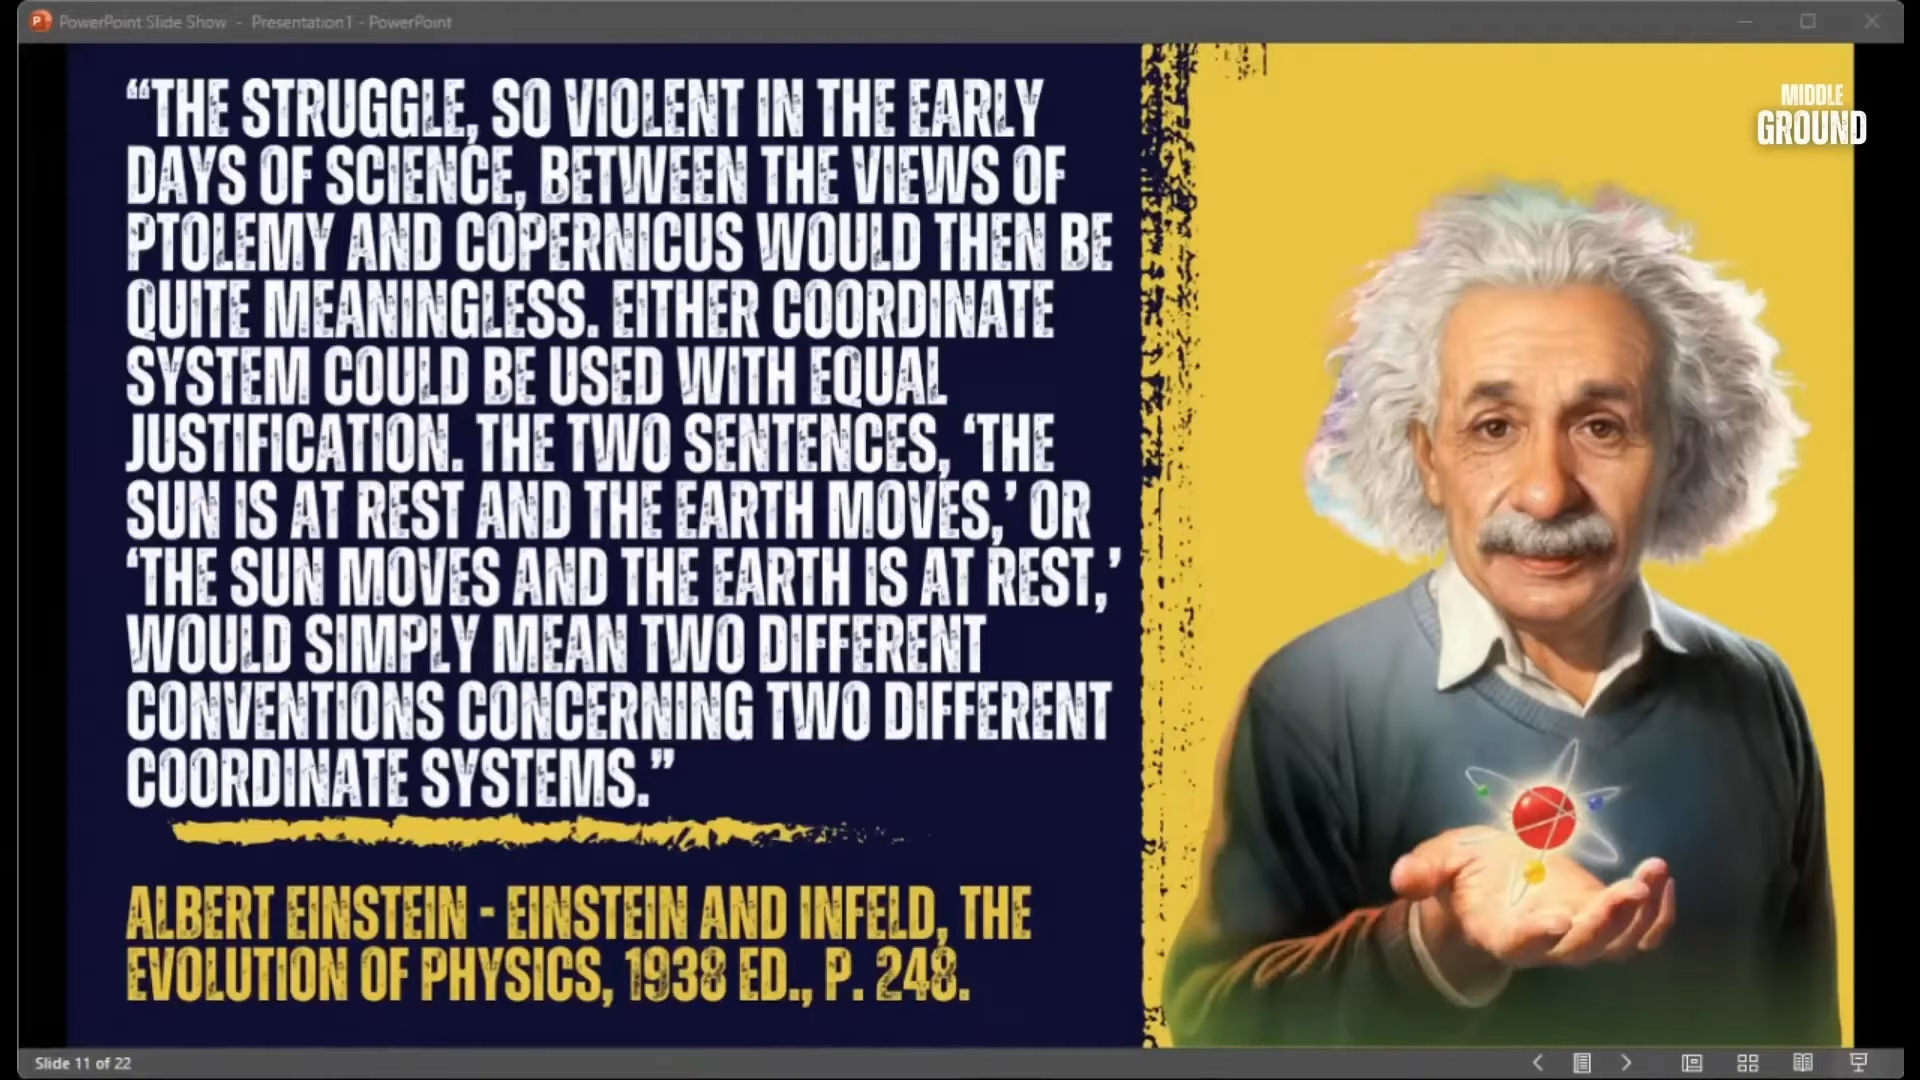 PowerPoint Slide Show - Presentation1 - PowerPoint
“THE STRUGGLE, SO VIOLENT IN THE EARLY
DAYS OF SCIENCE, BETWEEN THE VIEWS OF
PTOLEMY AND COPERNICUS WOULD THEN BE
QUITE MEANINGLESS. EITHER COORDINATE
SYSTEM COULD BE USED WITH EQUAL
JUSTIFICATION. THE TWO SENTENCES, ‘THE
SUN IS AT REST AND THE EARTH MOVES,’ OR
‘THE SUN MOVES AND THE EARTH IS AT REST,’
WOULD SIMPLY MEAN TWO DIFFERENT
CONVENTIONS CONCERNING TWO DIFFERENT
COORDINATE SYSTEMS.”
ALBERT EINSTEIN - EINSTEIN AND INFELD, THE
EVOLUTION OF PHYSICS, 1938 ED., P. 248.
MIDDLE
GROUND
Slide 11 of 22